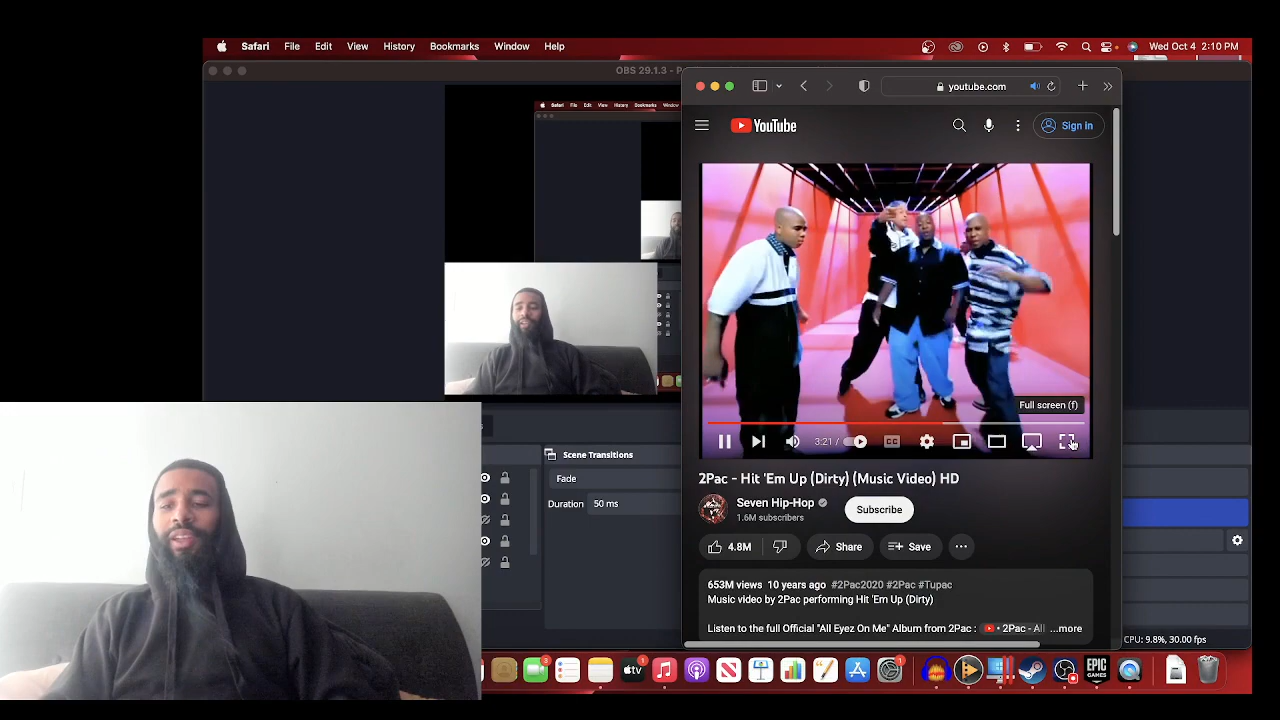 Safari File Edit View History Bookmarks Window Help Wed Oct 4 2:10 PM
youtube.com
YouTube Sign in
Full screen (f)
3:21 / CC
2Pac - Hit 'Em Up (Dirty) (Music Video) HD
Seven Hip-Hop
1.6M subscribers
Subscribe
4.8M Share Save
653M views 10 years ago #2Pac2020 #2Pac #Tupac
Music video by 2Pac performing Hit 'Em Up (Dirty)
Listen to the full Official "All Eyez On Me" Album from 2Pac : • 2Pac - All ...more
Scene Transitions
Fade
Duration 50 ms
CPU: 9.8%, 30.00 fps
tv
EPIC
GAMES